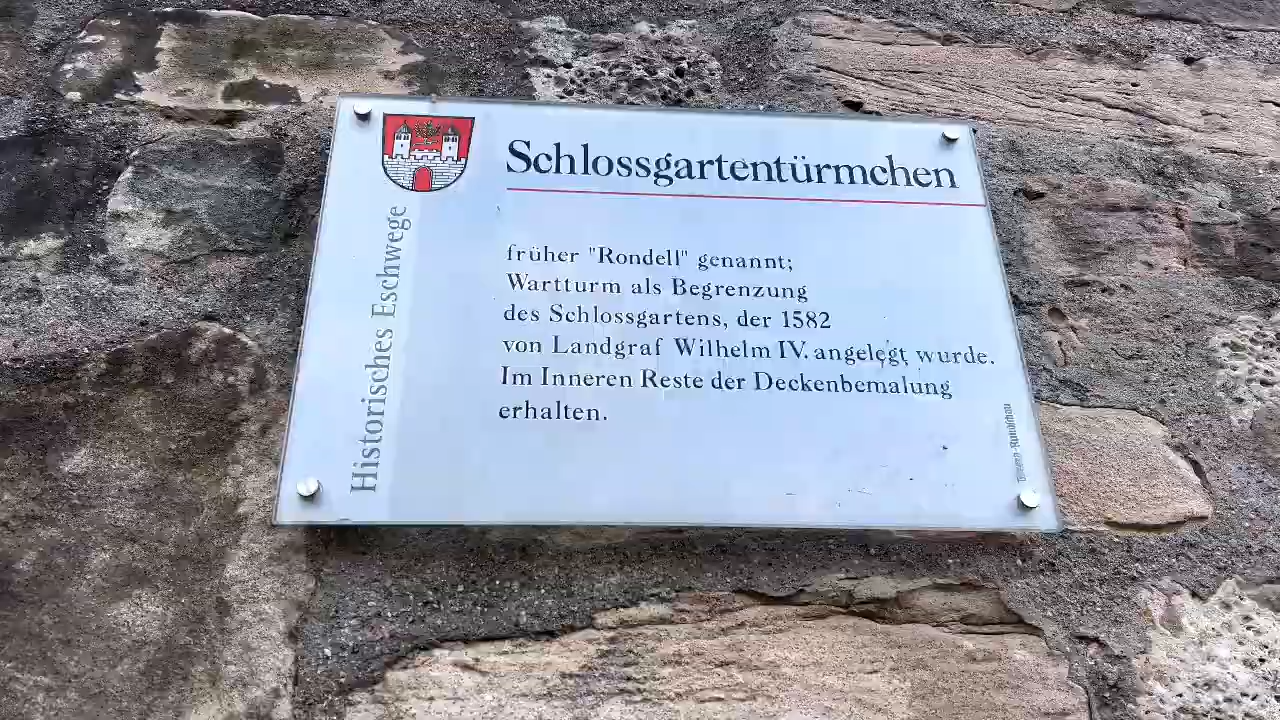 Schlossgartentürmchen
Historisches Eschwege
früher "Rondell" genannt;
Wartturm als Begrenzung
des Schlossgartens, der 1582
von Landgraf Wilhelm IV. angelegt wurde.
Im Inneren Reste der Deckenbemalung
erhalten.